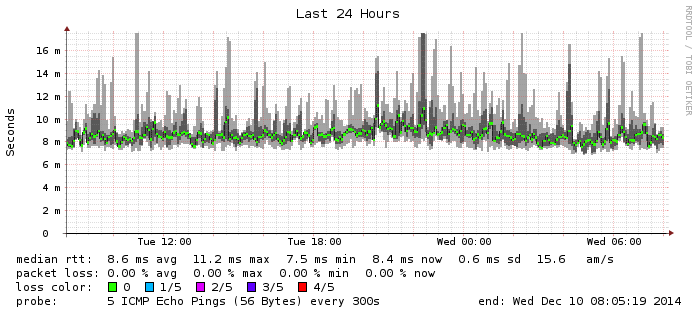 Last 24 Hours
RRDTOOL / TOBI OETIKER
Seconds
16 m
14 m
12 m
10 m
8 m
6 m
4 m
2 m
0
Tue 12:00 Tue 18:00 Wed 00:00 Wed 06:00
median rtt: 8.6 ms avg 11.2 ms max 7.5 ms min 8.4 ms now 0.6 ms sd 15.6 am/s
packet loss: 0.00 % avg 0.00 % max 0.00 % min 0.00 % now
loss color: 0 1/5 2/5 3/5 4/5
probe: 5 ICMP Echo Pings (56 Bytes) every 300s end: Wed Dec 10 08:05:19 2014